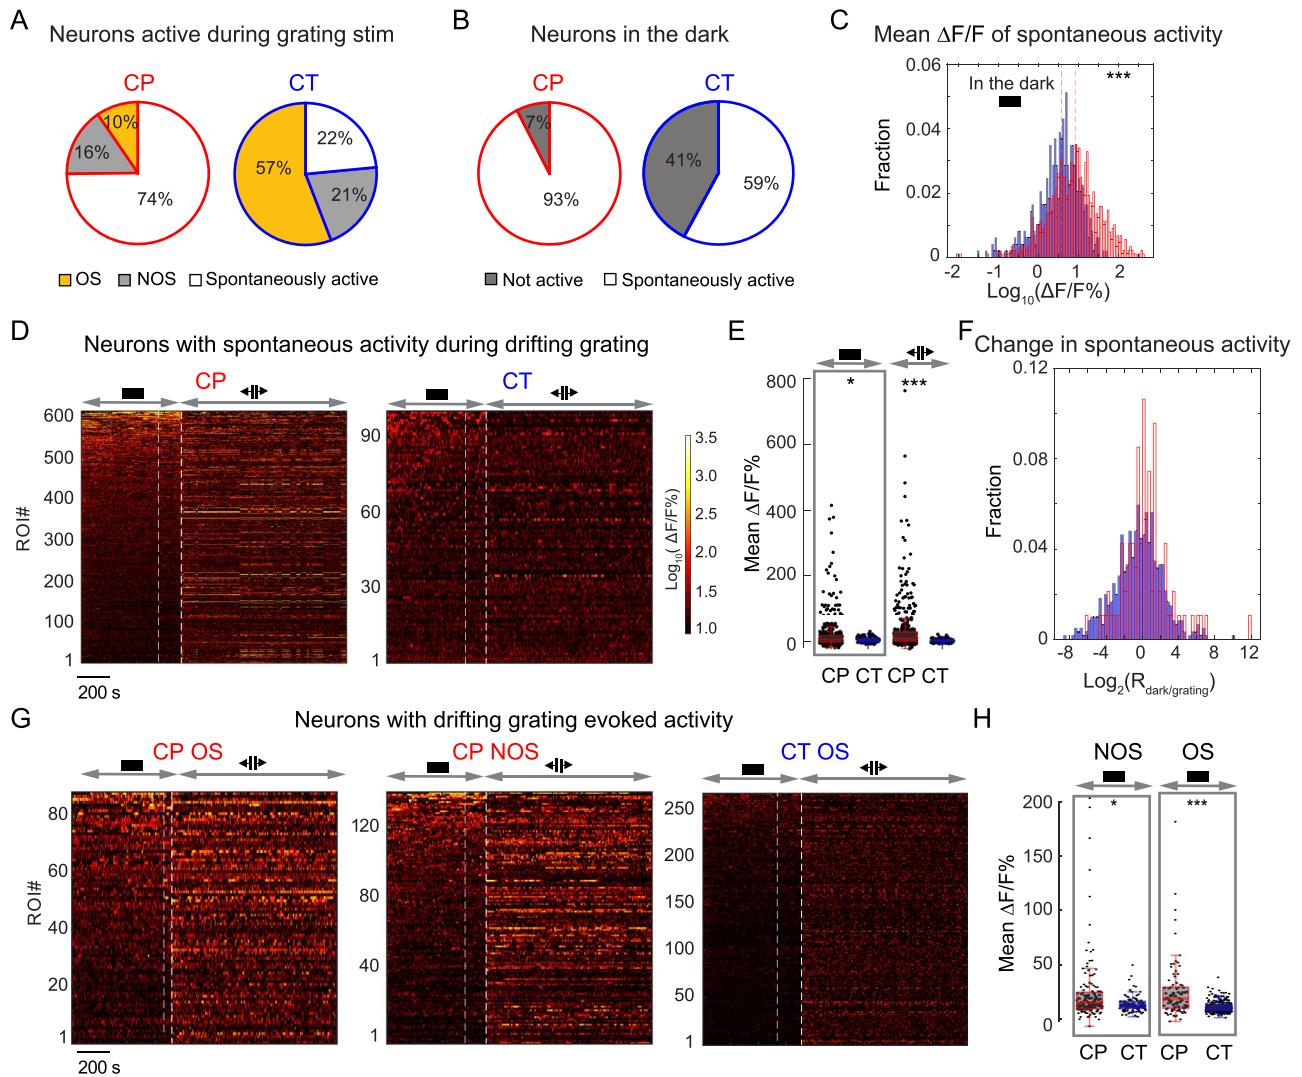 A
Neurons active during grating stim
CP
CT
10%
16%
74%
57%
22%
21%
OS
NOS
Spontaneously active
B
Neurons in the dark
CP
CT
7%
93%
41%
59%
Not active
Spontaneously active
C
Mean ΔF/F of spontaneous activity
In the dark
***
0.06
0.04
0.02
0
Fraction
-2
-1
0
1
2
Log10(ΔF/F%)
D
Neurons with spontaneous activity during drifting grating
CP
CT
600
500
400
300
200
100
1
ROI#
90
60
30
1
3.5
3.0
2.5
2.0
1.5
1.0
Log10( ΔF/F%)
200 s
E
*
***
800
600
400
200
0
Mean ΔF/F%
CP CT CP CT
F
Change in spontaneous activity
0.12
0.08
0.04
0
Fraction
-8
-4
0
4
8
12
Log2(Rdark/grating)
G
Neurons with drifting grating evoked activity
CP OS
CP NOS
CT OS
80
60
40
20
1
ROI#
120
80
40
1
250
200
150
100
50
1
200 s
H
NOS
OS
*
***
200
150
100
50
0
Mean ΔF/F%
CP CT CP CT